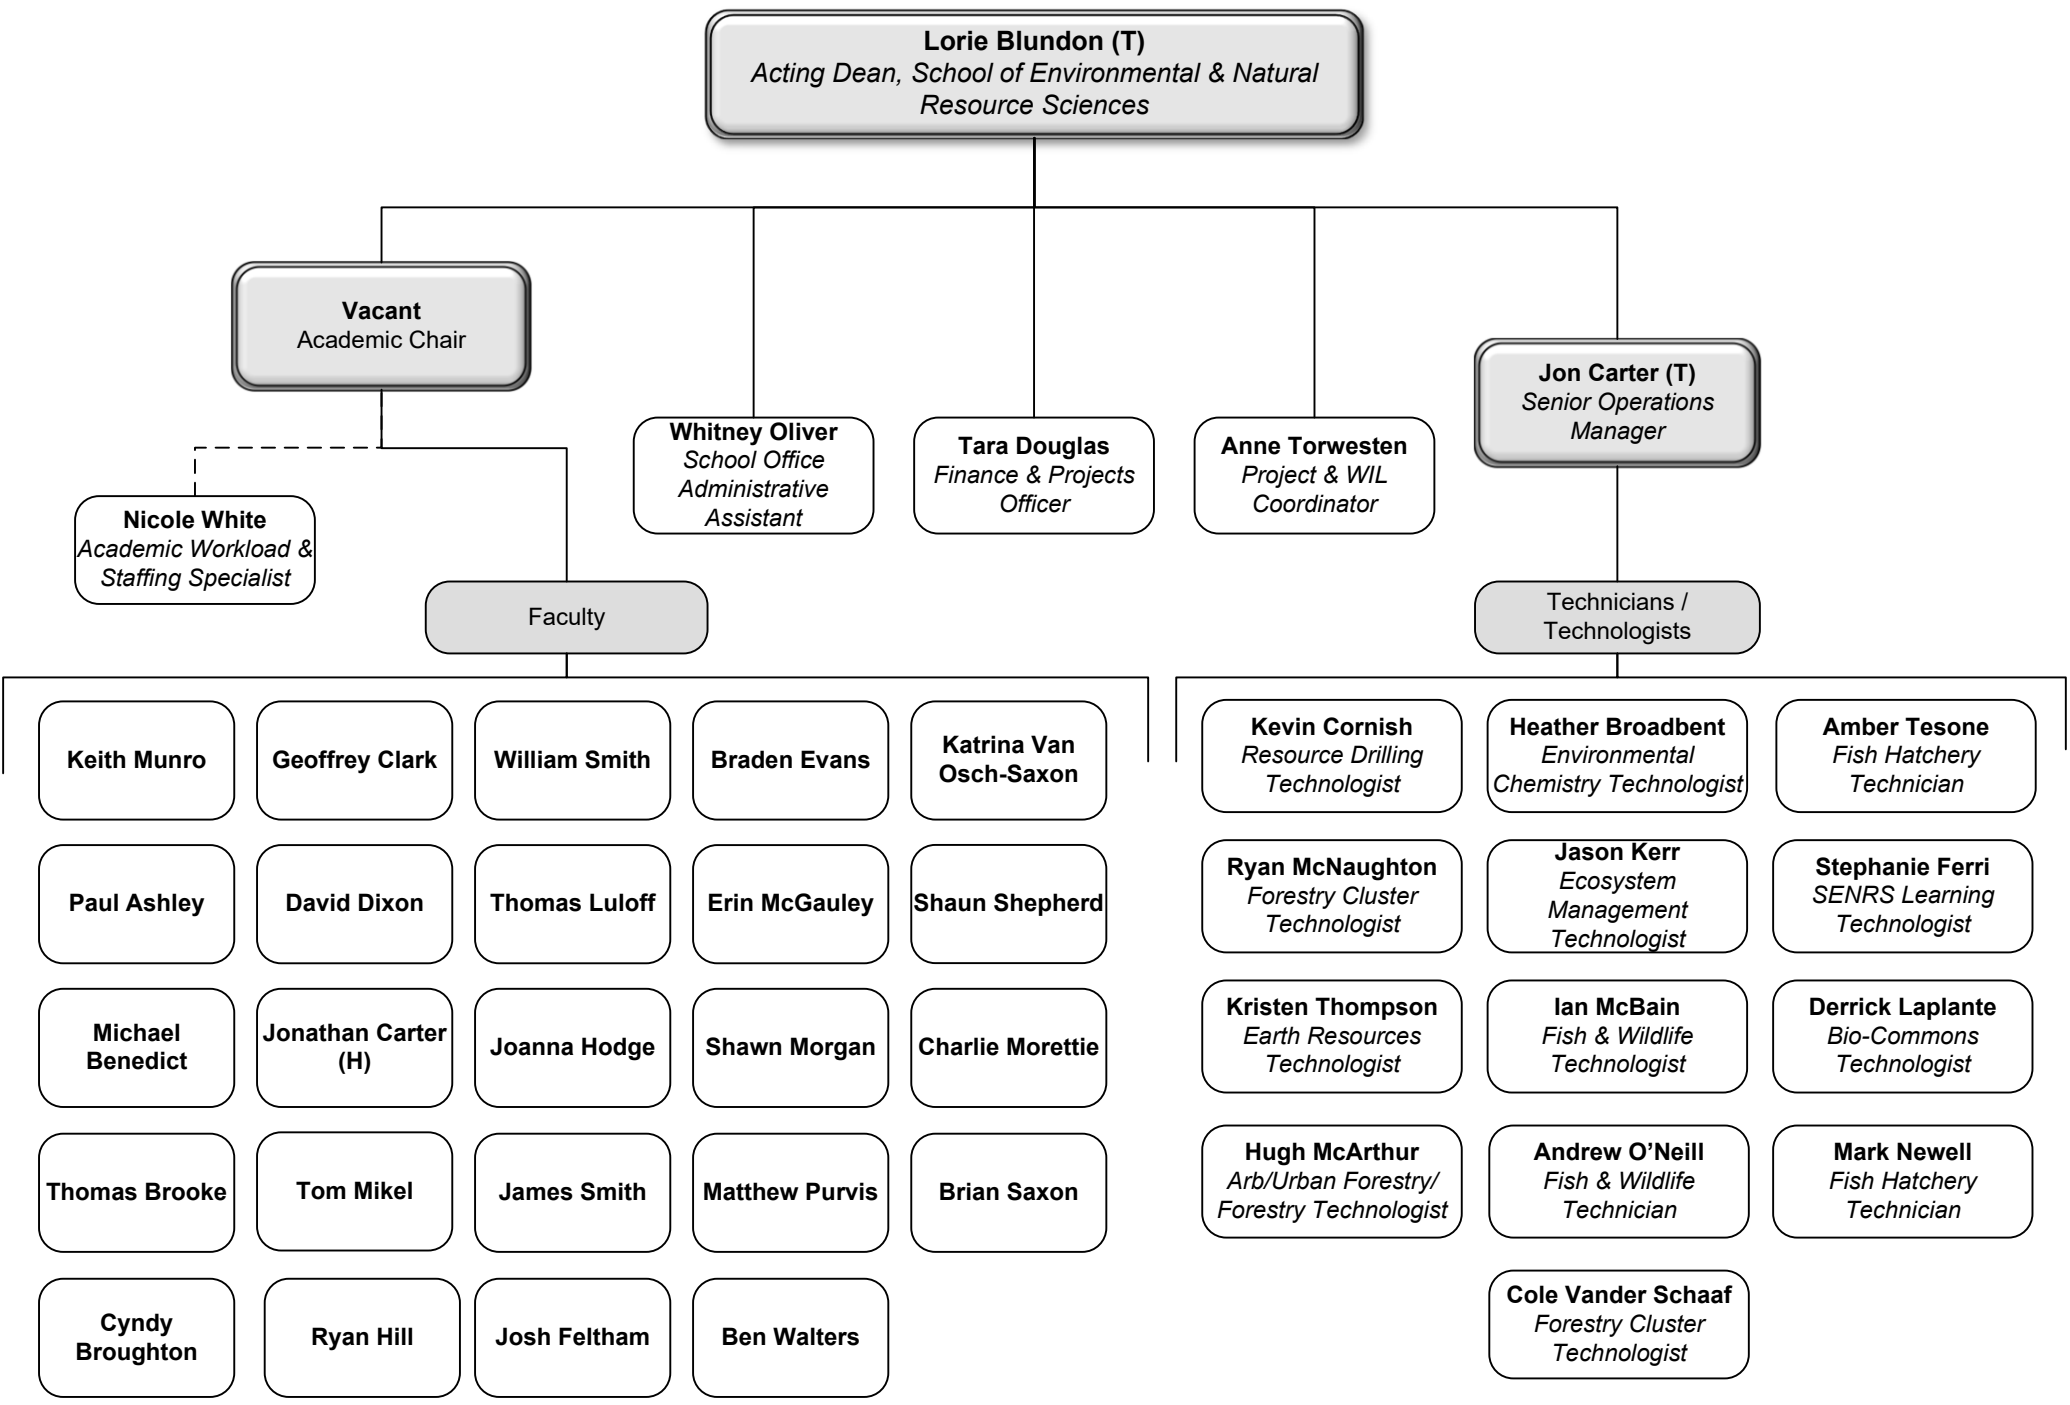 Lorie Blundon (T)
Acting Dean, School of Environmental & Natural
Resource Sciences
Vacant
Academic Chair
Jon Carter (T)
Senior Operations
Manager
Whitney Oliver
School Office
Administrative
Assistant
Tara Douglas
Finance & Projects
Officer
Anne Torwesten
Project & WIL
Coordinator
Nicole White
Academic Workload &
Staffing Specialist
Faculty
Technicians /
Technologists
Keith Munro
Geoffrey Clark
William Smith
Braden Evans
Katrina Van
Osch-Saxon
Paul Ashley
David Dixon
Thomas Luloff
Erin McGauley
Shaun Shepherd
Michael
Benedict
Jonathan Carter
(H)
Joanna Hodge
Shawn Morgan
Charlie Morettie
Thomas Brooke
Tom Mikel
James Smith
Matthew Purvis
Brian Saxon
Cyndy
Broughton
Ryan Hill
Josh Feltham
Ben Walters
Kevin Cornish
Resource Drilling
Technologist
Heather Broadbent
Environmental
Chemistry Technologist
Amber Tesone
Fish Hatchery
Technician
Ryan McNaughton
Forestry Cluster
Technologist
Jason Kerr
Ecosystem
Management
Technologist
Stephanie Ferri
SENRS Learning
Technologist
Kristen Thompson
Earth Resources
Technologist
Ian McBain
Fish & Wildlife
Technologist
Derrick Laplante
Bio-Commons
Technologist
Hugh McArthur
Arb/Urban Forestry/
Forestry Technologist
Andrew O’Neill
Fish & Wildlife
Technician
Mark Newell
Fish Hatchery
Technician
Cole Vander Schaaf
Forestry Cluster
Technologist